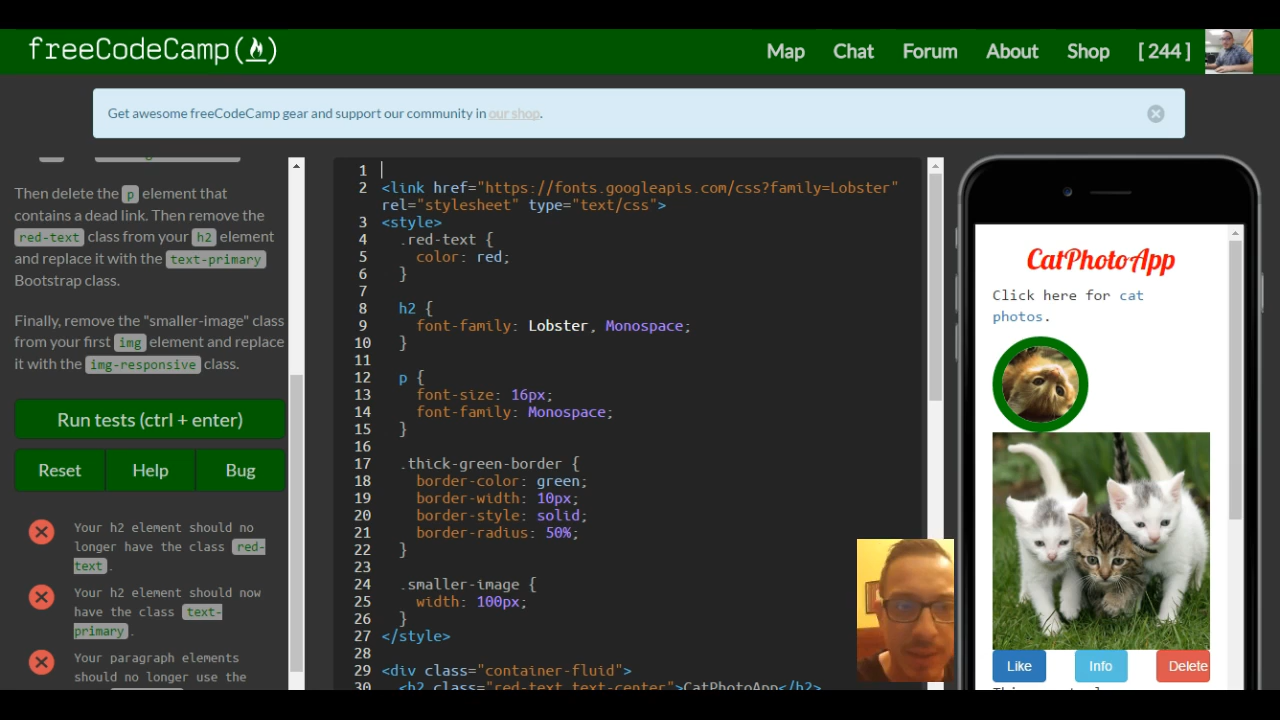 freeCodeCamp(🔥)
Map Chat Forum About Shop [ 244 ]
Get awesome freeCodeCamp gear and support our community in our shop.
Then delete the p element that
contains a dead link. Then remove the
red-text class from your h2 element
and replace it with the text-primary
Bootstrap class.
Finally, remove the "smaller-image" class
from your first img element and replace
it with the img-responsive class.
Run tests (ctrl + enter)
Reset Help Bug
Your h2 element should no
longer have the class red-
text.
Your h2 element should now
have the class text-
primary.
Your paragraph elements
should no longer use the
1
2 <link href="https://fonts.googleapis.com/css?family=Lobster"
rel="stylesheet" type="text/css">
3 <style>
4 .red-text {
5 color: red;
6 }
7
8 h2 {
9 font-family: Lobster, Monospace;
10 }
11
12 p {
13 font-size: 16px;
14 font-family: Monospace;
15 }
16
17 .thick-green-border {
18 border-color: green;
19 border-width: 10px;
20 border-style: solid;
21 border-radius: 50%;
22 }
23
24 .smaller-image {
25 width: 100px;
26 }
27 </style>
28
29 <div class="container-fluid">
30 <h2 class="red-text text-center">CatPhotoApp</h2>
CatPhotoApp
Click here for cat
photos.
Like Info Delete